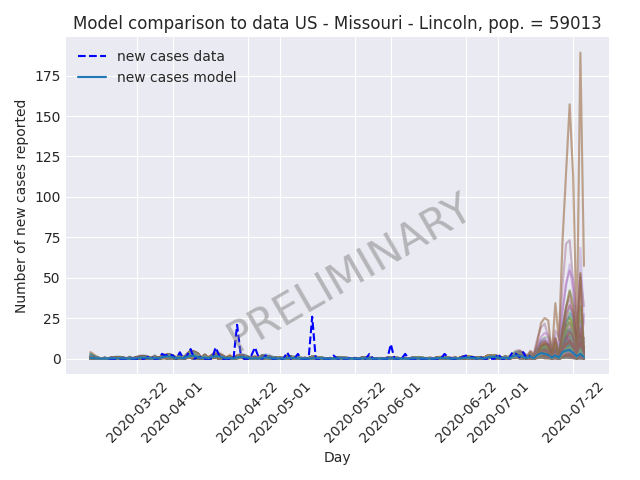 Model comparison to data US - Missouri - Lincoln, pop. = 59013
new cases data
new cases model
Number of new cases reported
175
150
125
100
75
50
25
0
PRELIMINARY
2020-03-22
2020-04-01
2020-04-22
2020-05-01
2020-05-22
2020-06-01
2020-06-22
2020-07-01
2020-07-22
Day